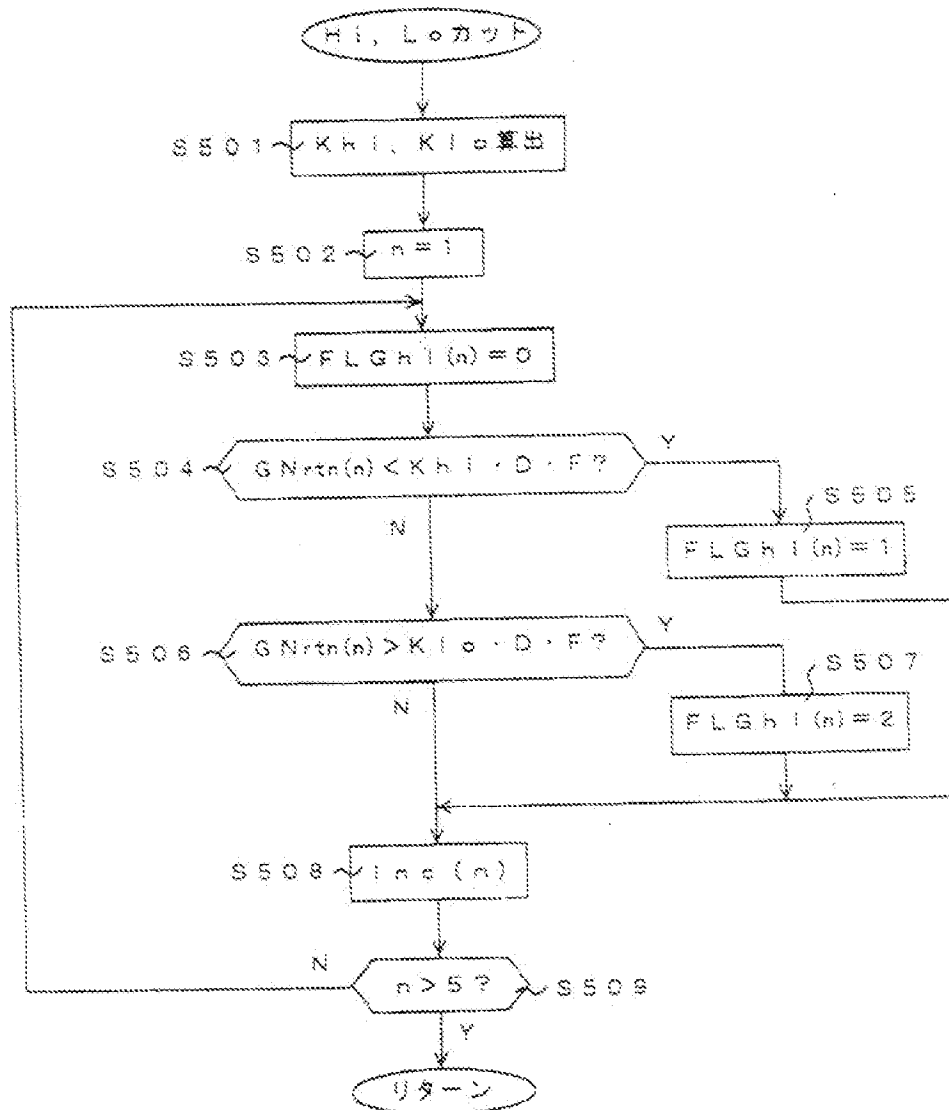 Hi, Loカット
S501 Khi, Klo算出
S502 n=1
S503 FLGhl(n)=0
S504 GNrtn(n)<Khi・D・F?
Y
N
S505
FLGhl(n)=1
S506 GNrtn(n)>Klo・D・F?
Y
N
S507
FLGhl(n)=2
S508 inc(n)
N
n>5? S509
Y
リターン